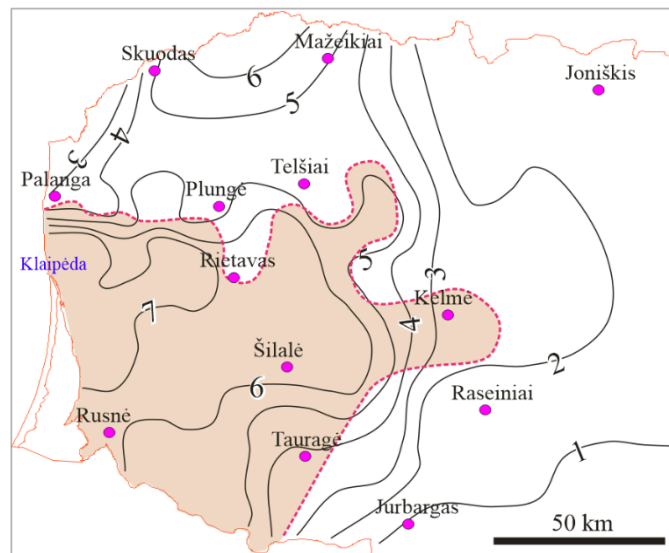 Mažeikiai
Skuodas
6
Joniškis
5
4
3
Telšiai
Palanga
Plungė
Klaipėda
Rietavas
5
3
Kelmė
7
4
Šilalė
2
6
Raseiniai
Rusnė
Tauragė
1
Jurbargas
50 km